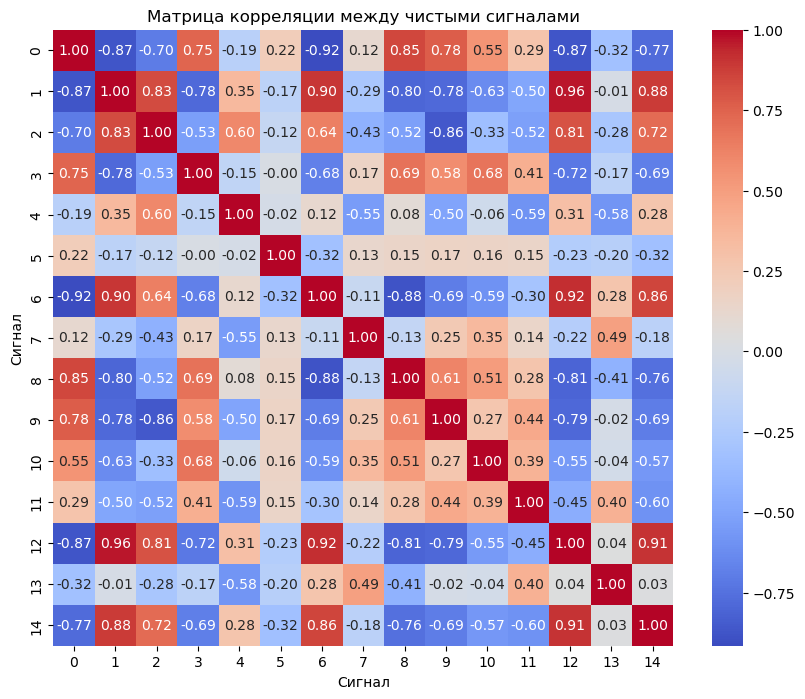 Матрица корреляции между чистыми сигналами
0 1.00 -0.87 -0.70 0.75 -0.19 0.22 -0.92 0.12 0.85 0.78 0.55 0.29 -0.87 -0.32 -0.77
1 -0.87 1.00 0.83 -0.78 0.35 -0.17 0.90 -0.29 -0.80 -0.78 -0.63 -0.50 0.96 -0.01 0.88
2 -0.70 0.83 1.00 -0.53 0.60 -0.12 0.64 -0.43 -0.52 -0.86 -0.33 -0.52 0.81 -0.28 0.72
3 0.75 -0.78 -0.53 1.00 -0.15 -0.00 -0.68 0.17 0.69 0.58 0.68 0.41 -0.72 -0.17 -0.69
4 -0.19 0.35 0.60 -0.15 1.00 -0.02 0.12 -0.55 0.08 -0.50 -0.06 -0.59 0.31 -0.58 0.28
5 0.22 -0.17 -0.12 -0.00 -0.02 1.00 -0.32 0.13 0.15 0.17 0.16 0.15 -0.23 -0.20 -0.32
6 -0.92 0.90 0.64 -0.68 0.12 -0.32 1.00 -0.11 -0.88 -0.69 -0.59 -0.30 0.92 0.28 0.86
Сигнал
7 0.12 -0.29 -0.43 0.17 -0.55 0.13 -0.11 1.00 -0.13 0.25 0.35 0.14 -0.22 0.49 -0.18
8 0.85 -0.80 -0.52 0.69 0.08 0.15 -0.88 -0.13 1.00 0.61 0.51 0.28 -0.81 -0.41 -0.76
9 0.78 -0.78 -0.86 0.58 -0.50 0.17 -0.69 0.25 0.61 1.00 0.27 0.44 -0.79 -0.02 -0.69
10 0.55 -0.63 -0.33 0.68 -0.06 0.16 -0.59 0.35 0.51 0.27 1.00 0.39 -0.55 -0.04 -0.57
11 0.29 -0.50 -0.52 0.41 -0.59 0.15 -0.30 0.14 0.28 0.44 0.39 1.00 -0.45 0.40 -0.60
12 -0.87 0.96 0.81 -0.72 0.31 -0.23 0.92 -0.22 -0.81 -0.79 -0.55 -0.45 1.00 0.04 0.91
13 -0.32 -0.01 -0.28 -0.17 -0.58 -0.20 0.28 0.49 -0.41 -0.02 -0.04 0.40 0.04 1.00 0.03
14 -0.77 0.88 0.72 -0.69 0.28 -0.32 0.86 -0.18 -0.76 -0.69 -0.57 -0.60 0.91 0.03 1.00
0 1 2 3 4 5 6 7 8 9 10 11 12 13 14
Сигнал
1.00
0.75
0.50
0.25
0.00
-0.25
-0.50
-0.75